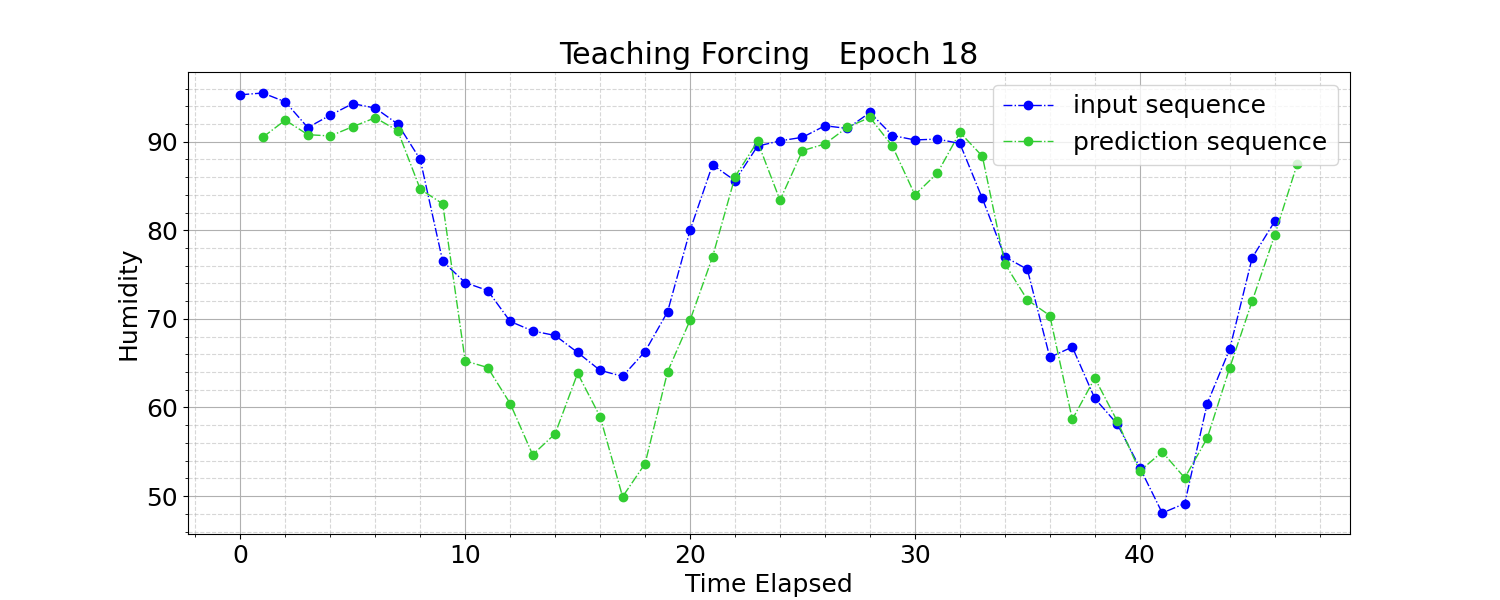 Teaching Forcing   Epoch 18
input sequence
prediction sequence
90
80
70
60
50
Humidity
0 10 20 30 40
Time Elapsed